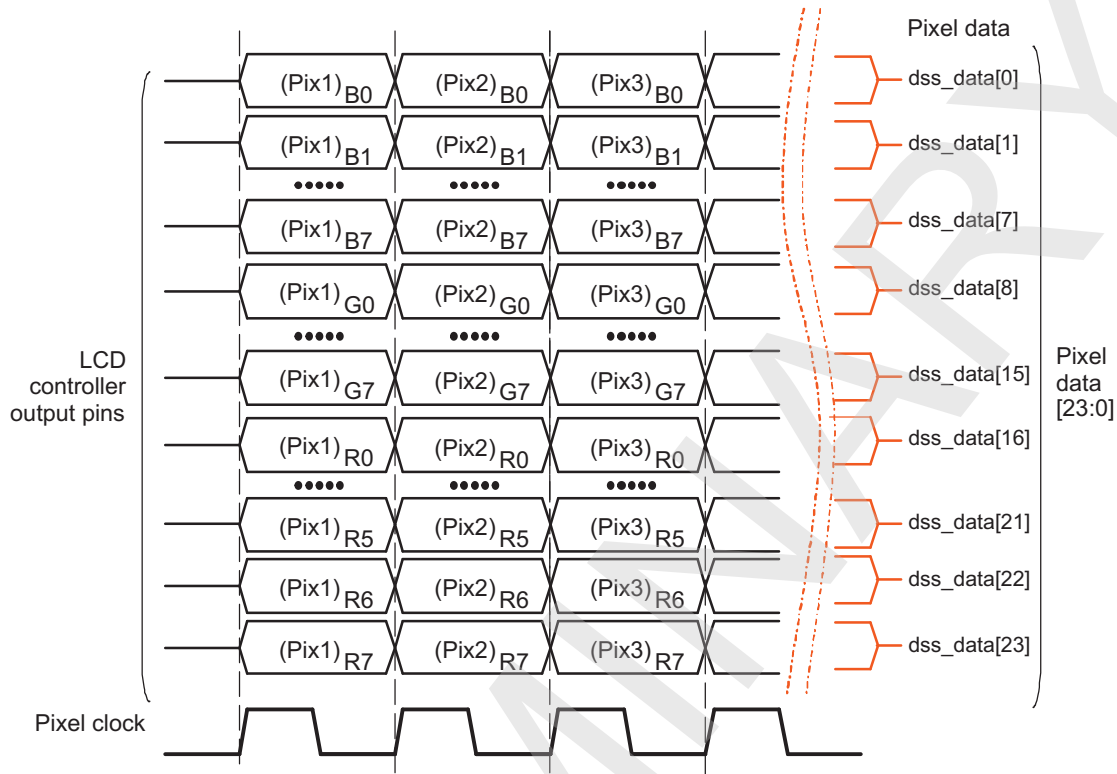 Pixel data
(Pix1)B0 (Pix2)B0 (Pix3)B0 dss_data[0]
(Pix1)B1 (Pix2)B1 (Pix3)B1 dss_data[1]
••••• ••••• •••••
(Pix1)B7 (Pix2)B7 (Pix3)B7 dss_data[7]
(Pix1)G0 (Pix2)G0 (Pix3)G0 dss_data[8]
••••• ••••• •••••
LCD
controller
output pins
(Pix1)G7 (Pix2)G7 (Pix3)G7 dss_data[15]
Pixel
data
[23:0]
(Pix1)R0 (Pix2)R0 (Pix3)R0 dss_data[16]
••••• ••••• •••••
(Pix1)R5 (Pix2)R5 (Pix3)R5 dss_data[21]
(Pix1)R6 (Pix2)R6 (Pix3)R6 dss_data[22]
(Pix1)R7 (Pix2)R7 (Pix3)R7 dss_data[23]
Pixel clock
MINARY